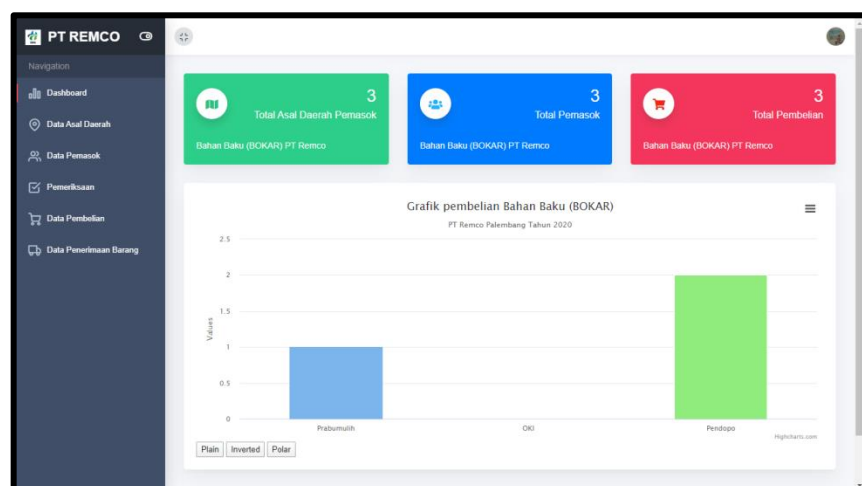 PT REMCO
Navigation
Dashboard
Data Asal Daerah
Data Pemasok
Pemeriksaan
Data Pembelian
Data Penerimaan Barang
3
Total Asal Daerah Pemasok
Bahan Baku (BOKAR) PT Remco
3
Total Pemasok
Bahan Baku (BOKAR) PT Remco
3
Total Pembelian
Bahan Baku (BOKAR) PT Remco
Grafik pembelian Bahan Baku (BOKAR)
PT Remco Palembang Tahun 2020
Values
2.5
2
1.5
1
0.5
0
Prabumulih OKI Pendopo
Highcharts.com
Plain Inverted Polar